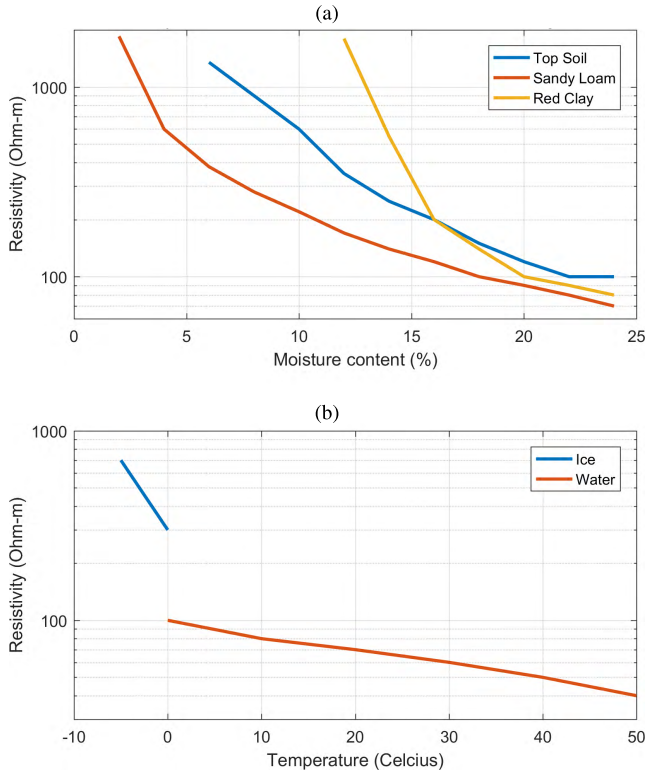 (a)
1000
100
Resistivity (Ohm-m)
Top Soil
Sandy Loam
Red Clay
0 5 10 15 20 25
Moisture content (%)
(b)
1000
100
Resistivity (Ohm-m)
Ice
Water
-10 0 10 20 30 40 50
Temperature (Celcius)